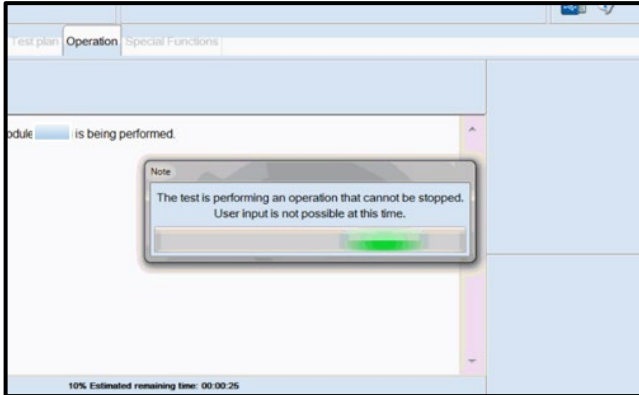 Test plan Operation Special Functions
odule is being performed.
Note
The test is performing an operation that cannot be stopped.
User input is not possible at this time.
10% Estimated remaining time: 00:00:25